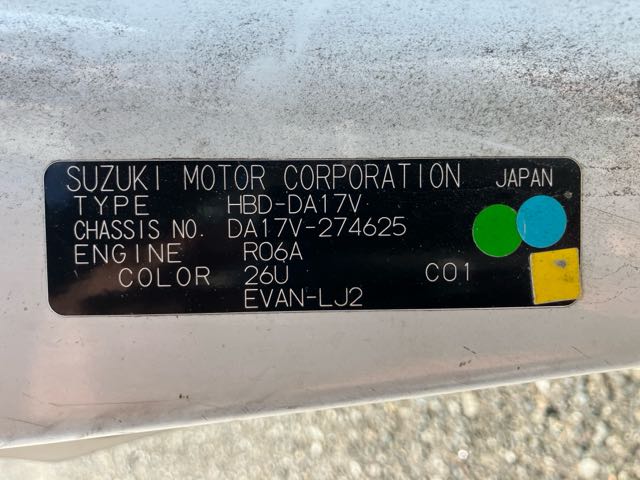 SUZUKI MOTOR CORPORATION JAPAN
TYPE HBD-DA17V
CHASSIS NO. DA17V-274625
ENGINE R06A
COLOR 26U C01
EVAN-LJ2